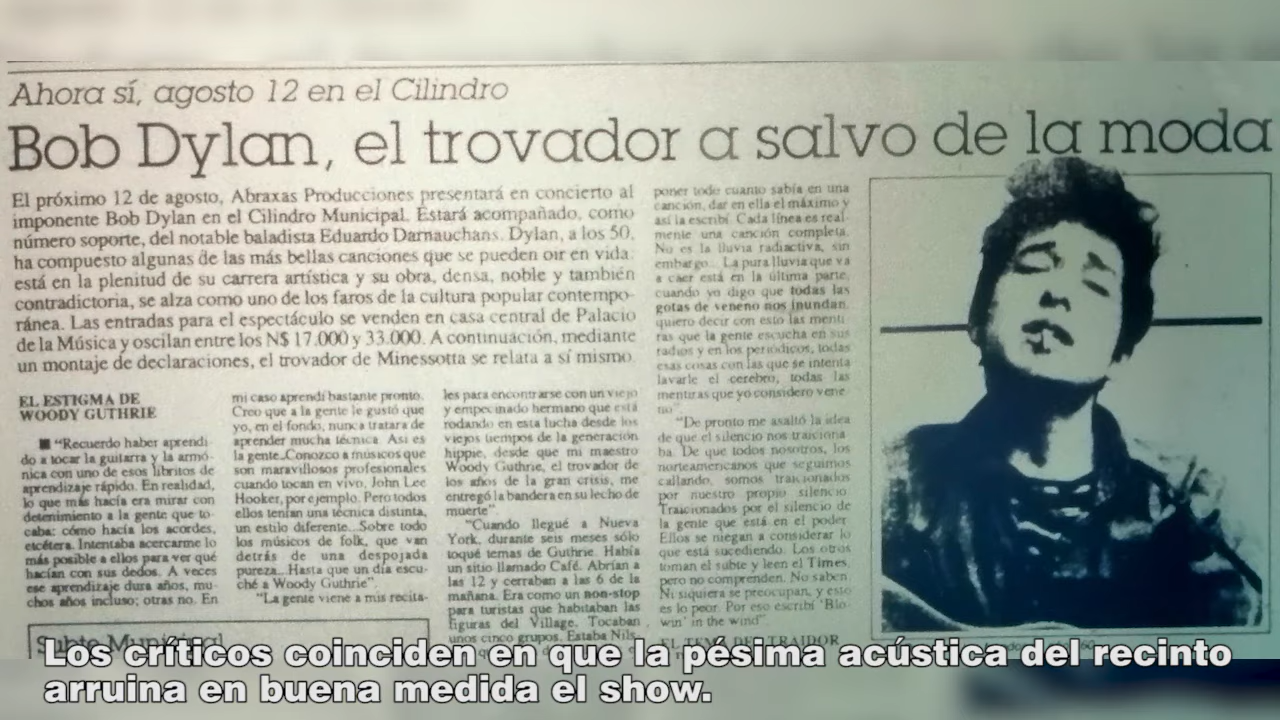 Ahora sí, agosto 12 en el Cilindro
Bob Dylan, el trovador a salvo de la moda
El próximo 12 de agosto, Abraxas Producciones presentará en concierto al
imponente Bob Dylan en el Cilindro Municipal. Estará acompañado, como
número soporte, del notable baladista Eduardo Darnauchans. Dylan, a los 50,
ha compuesto algunas de las más bellas canciones que se pueden oir en vida:
está en la plenitud de su carrera artística y su obra, densa, noble y también
contradictoria, se alza como uno de los faros de la cultura popular contempo-
ránea. Las entradas para el espectáculo se venden en casa central de Palacio
de la Música y oscilan entre los N$ 17.000 y 33.000. A continuación, mediante
un montaje de declaraciones, el trovador de Minessotta se relata a sí mismo.
EL ESTIGMA DE
WOODY GUTHRIE
"Recuerdo haber aprendi-
do a tocar la guitarra y la armó-
nica con uno de esos libritos de
aprendizaje rápido. En realidad,
lo que más hacía era mirar con
detenimiento a la gente que to-
caba: cómo hacía los acordes,
etcétera. Intentaba acercarme lo
más posible a ellos para ver qué
hacían con sus dedos. A veces
ese aprendizaje dura años, mu-
chos años incluso; otras no. En
mi caso aprendí bastante pronto.
Creo que a la gente le gustó que
yo, en el fondo, nunca tratara de
aprender mucha técnica. Así es
la gente...Conozco a músicos que
son maravillosos profesionales
cuando tocan en vivo, John Lee
Hooker, por ejemplo. Pero todos
ellos tenían una técnica distinta,
un estilo diferente...Sobre todo
los músicos de folk, que van
detrás de una despojada
pureza...Hasta que un día escu-
ché a Woody Guthrie".
"La gente viene a mis recita-
les para encontrarse con un viejo
y empecinado hermano que está
rodando en esta lucha desde los
viejos tiempos de la generación
hippie, desde que mi maestro
Woody Guthrie, el trovador de
los años de la gran crisis, me
entregó la bandera en su lecho de
muerte".
"Cuando llegué a Nueva
York, durante seis meses sólo
toqué temas de Guthrie. Había
un sitio llamado Café. Abrían a
las 12 y cerraban a las 6 de la
mañana. Era como un non-stop
para turistas que habitaban las
figuras del Village. Tocaban
unos cinco grupos. Estaba Nils-
poner todo cuanto sabía en una
canción, dar en ella el máximo y
así la escribí. Cada línea es real-
mente una canción completa.
No es la lluvia radiactiva, sin
embargo... La pura lluvia que va
a caer está en la última parte,
cuando yo digo que todas las
gotas de veneno nos inundan,
quiero decir con esto las menti-
ras que la gente escucha en sus
radios y en los periódicos, todas
esas cosas con las que se intenta
lavarle el cerebro, todas las
mentiras que yo considero vene-
no".
"De pronto me asaltó la idea
de que el silencio nos traiciona-
ba. De que todos nosotros, los
norteamericanos que seguimos
callando, somos traicionados
por nuestro propio silencio.
Traicionados por el silencio de
la gente que está en el poder.
Ellos se niegan a considerar lo
que está sucediendo. Los otros
toman el subte y leen el Times,
pero no comprenden. No saben.
Ni siquiera se preocupan, y esto
es lo peor. Por eso escribí 'Blo-
win' in the wind".
EL TEMA DEL TRAIDOR
Subte Municipal
Los críticos coinciden en que la pésima acústica del recinto
arruina en buena medida el show.